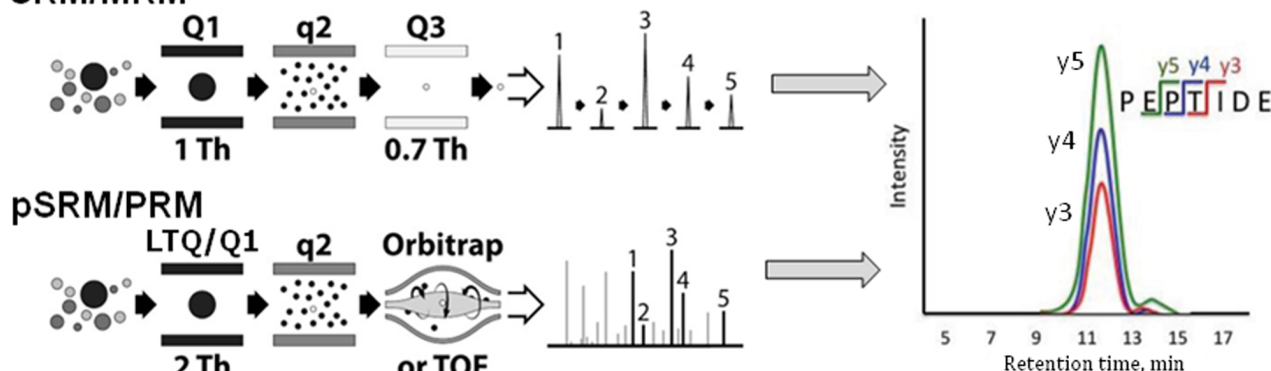 SRM/MRM
Q1
q2
Q3
1 Th
0.7 Th
1
2
3
4
5
pSRM/PRM
LTQ/Q1
q2
Orbitrap
2 Th
or TOF
1
2
3
4
5
Intensity
y5
y4
y3
y5 y4 y3
PEPTIDE
5 7 9 11 13 15 17
Retention time, min